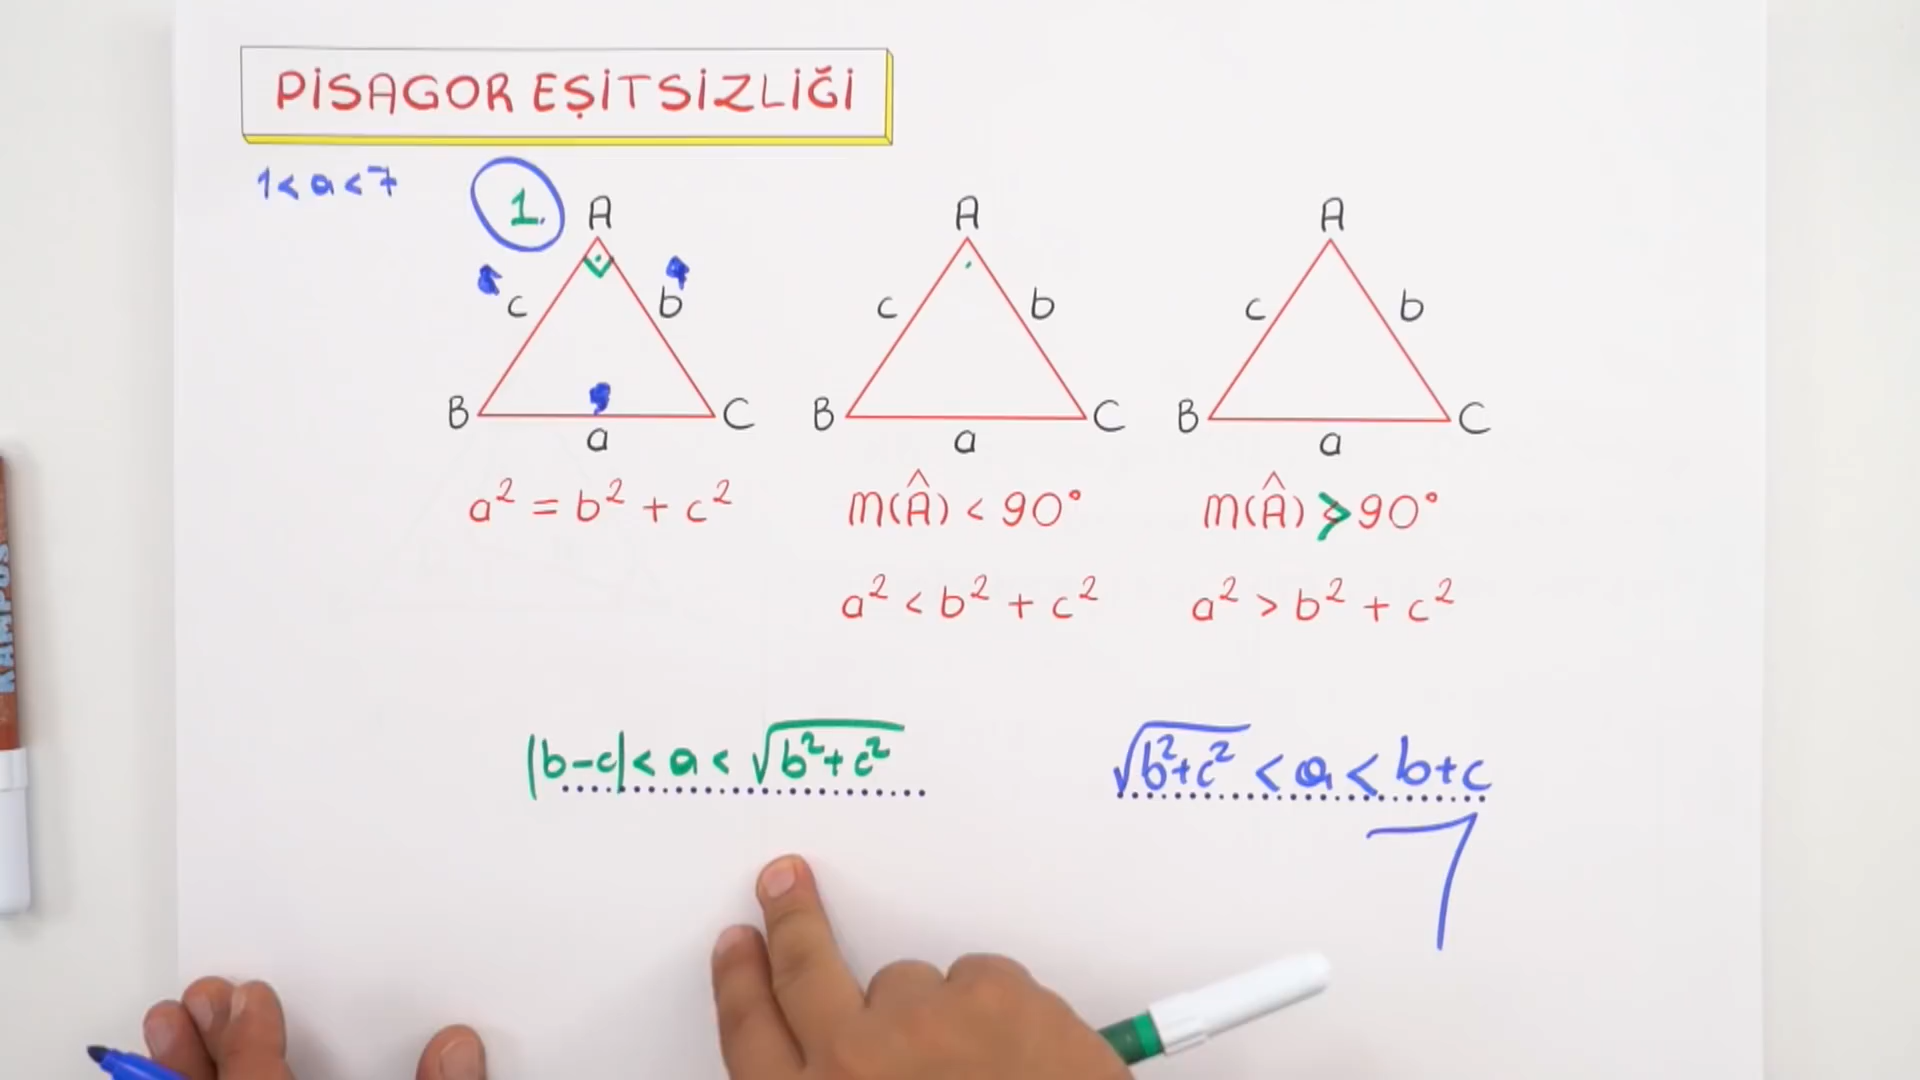 PİSAGOR EŞİTSİZLİĞİ
1 < a < 7
1.
A
c
b
B
C
a
a² = b² + c²
A
c
b
B
C
a
m(Â) < 90°
a² < b² + c²
A
c
b
B
C
a
m(Â) > 90°
a² > b² + c²
|b-c| < a < √b²+c²
√b²+c² < a < b+c
7
KAMPÜS